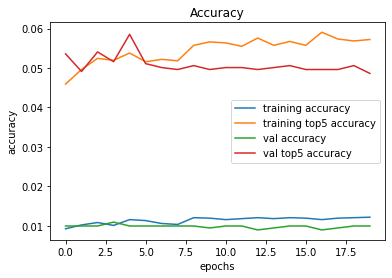 Accuracy
0.06
0.05
0.04
0.03
0.02
0.01
accuracy
training accuracy
training top5 accuracy
val accuracy
val top5 accuracy
0.0 2.5 5.0 7.5 10.0 12.5 15.0 17.5
epochs